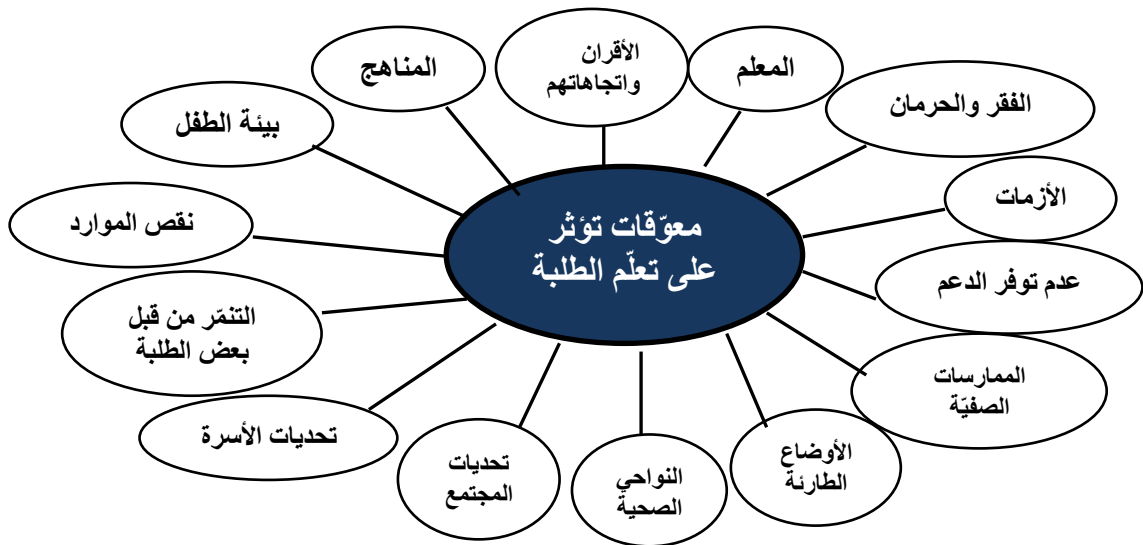 معوّقات تؤثر
على تعلّم الطلبة
الأقران
واتجاهاتهم
المعلم
الفقر والحرمان
الأزمات
عدم توفر الدعم
الممارسات
الصفيّة
الأوضاع
الطارئة
النواحي
الصحية
تحديات
المجتمع
تحديات الأسرة
التنمّر من قبل
بعض الطلبة
نقص الموارد
بيئة الطفل
المناهج